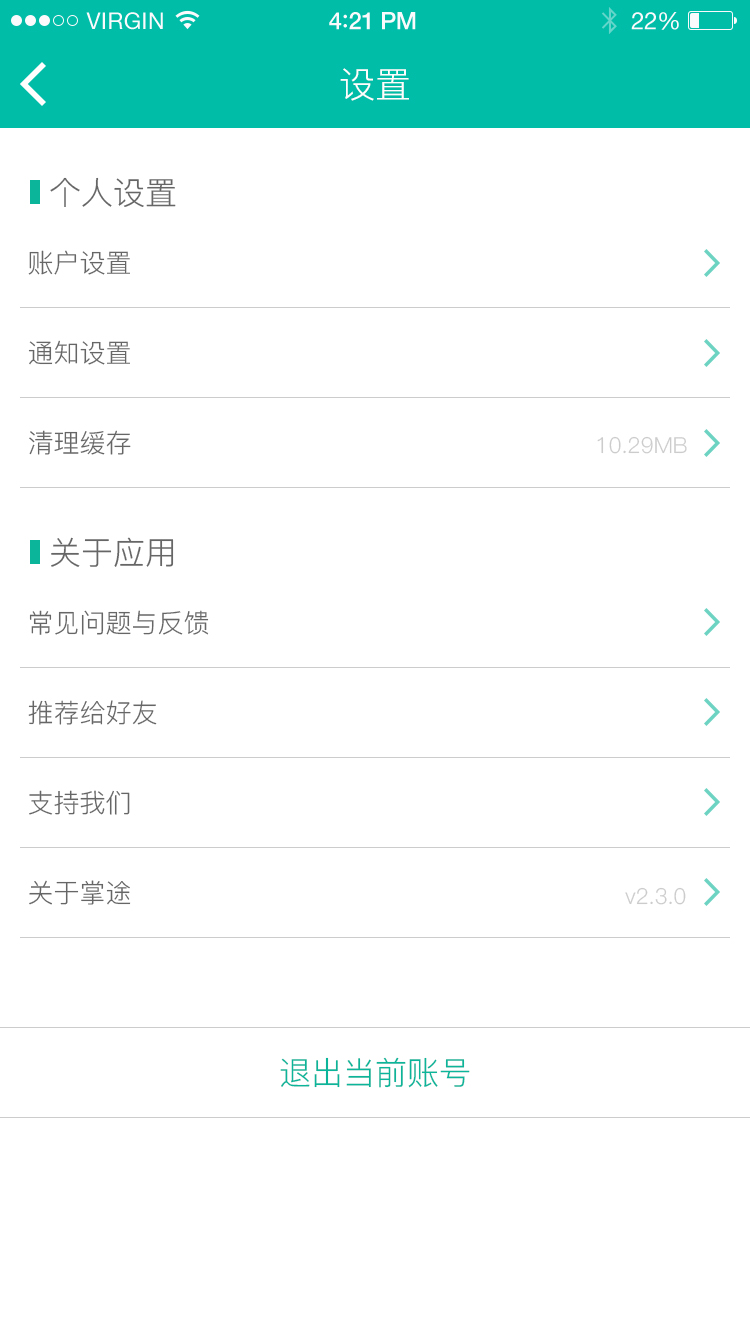 VIRGIN 4:21 PM 22%
设置
个人设置
账户设置
通知设置
清理缓存 10.29MB
关于应用
常见问题与反馈
推荐给好友
支持我们
关于掌途 v2.3.0
退出当前账号